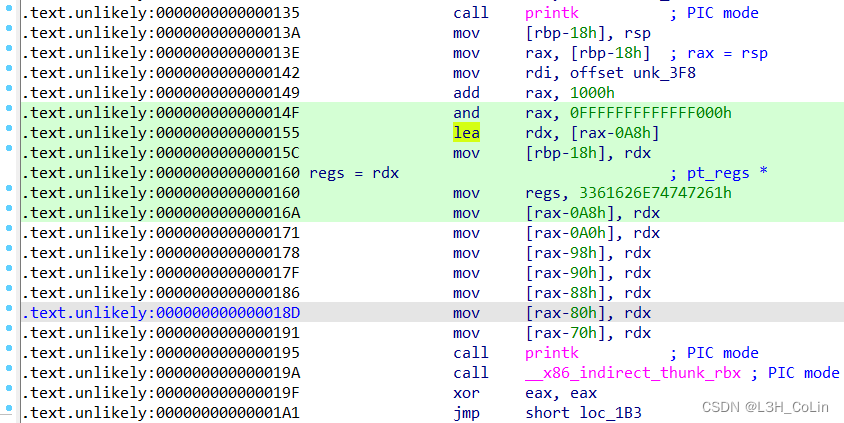 .text.unlikely:0000000000000135 call printk ; PIC mode
.text.unlikely:000000000000013A mov [rbp-18h], rsp
.text.unlikely:000000000000013E mov rax, [rbp-18h] ; rax = rsp
.text.unlikely:0000000000000142 mov rdi, offset unk_3F8
.text.unlikely:0000000000000149 add rax, 1000h
.text.unlikely:000000000000014F and rax, 0FFFFFFFFFFFFF000h
.text.unlikely:0000000000000155 lea rdx, [rax-0A8h]
.text.unlikely:000000000000015C mov [rbp-18h], rdx
.text.unlikely:0000000000000160 regs = rdx ; pt_regs *
.text.unlikely:0000000000000160 mov regs, 3361626E74747261h
.text.unlikely:000000000000016A mov [rax-0A8h], rdx
.text.unlikely:0000000000000171 mov [rax-0A0h], rdx
.text.unlikely:0000000000000178 mov [rax-98h], rdx
.text.unlikely:000000000000017F mov [rax-90h], rdx
.text.unlikely:0000000000000186 mov [rax-88h], rdx
.text.unlikely:000000000000018D mov [rax-80h], rdx
.text.unlikely:0000000000000191 mov [rax-70h], rdx
.text.unlikely:0000000000000195 call printk ; PIC mode
.text.unlikely:000000000000019A call __x86_indirect_thunk_rbx ; PIC mode
.text.unlikely:000000000000019F xor eax, eax
.text.unlikely:00000000000001A1 jmp short loc_1B3
CSDN @L3H_CoLin